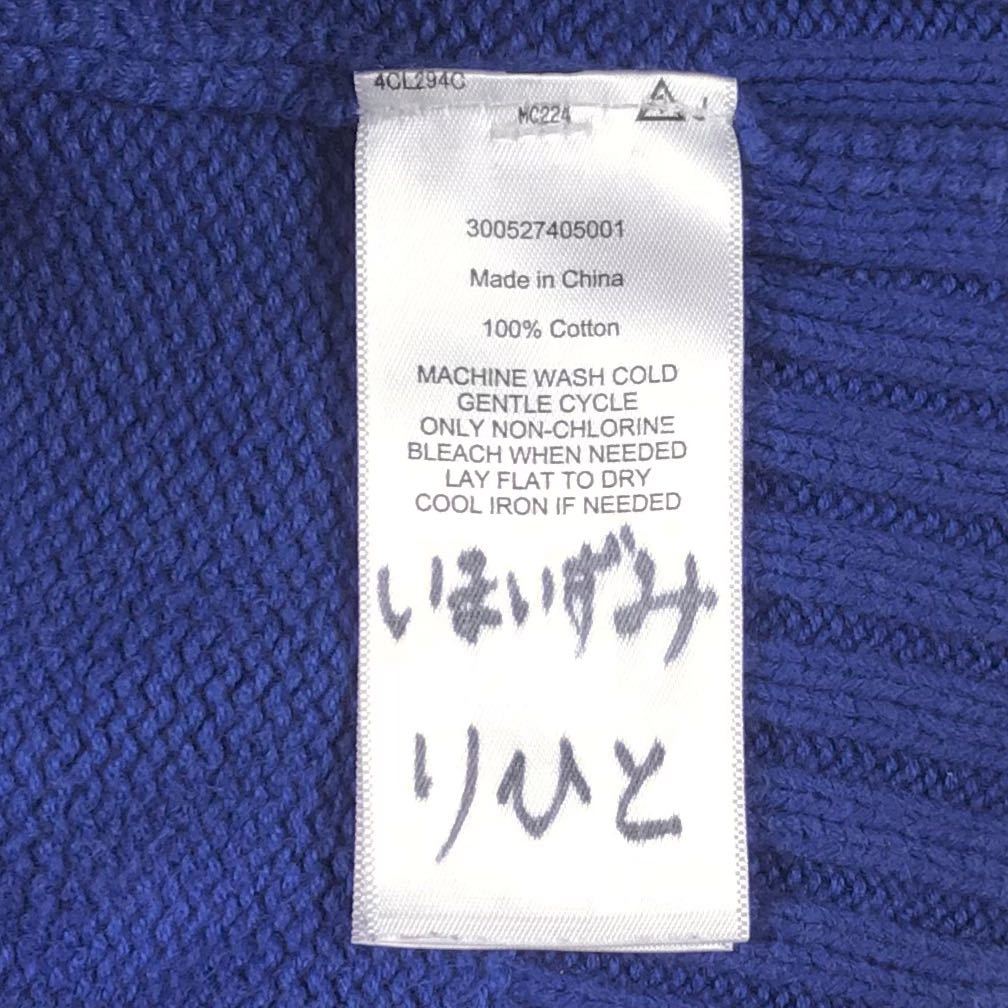 4CL294C
MC224
300527405001
Made in China
100% Cotton
MACHINE WASH COLD
GENTLE CYCLE
ONLY NON-CHLORINE
BLEACH WHEN NEEDED
LAY FLAT TO DRY
COOL IRON IF NEEDED
いまいずみ
りひと